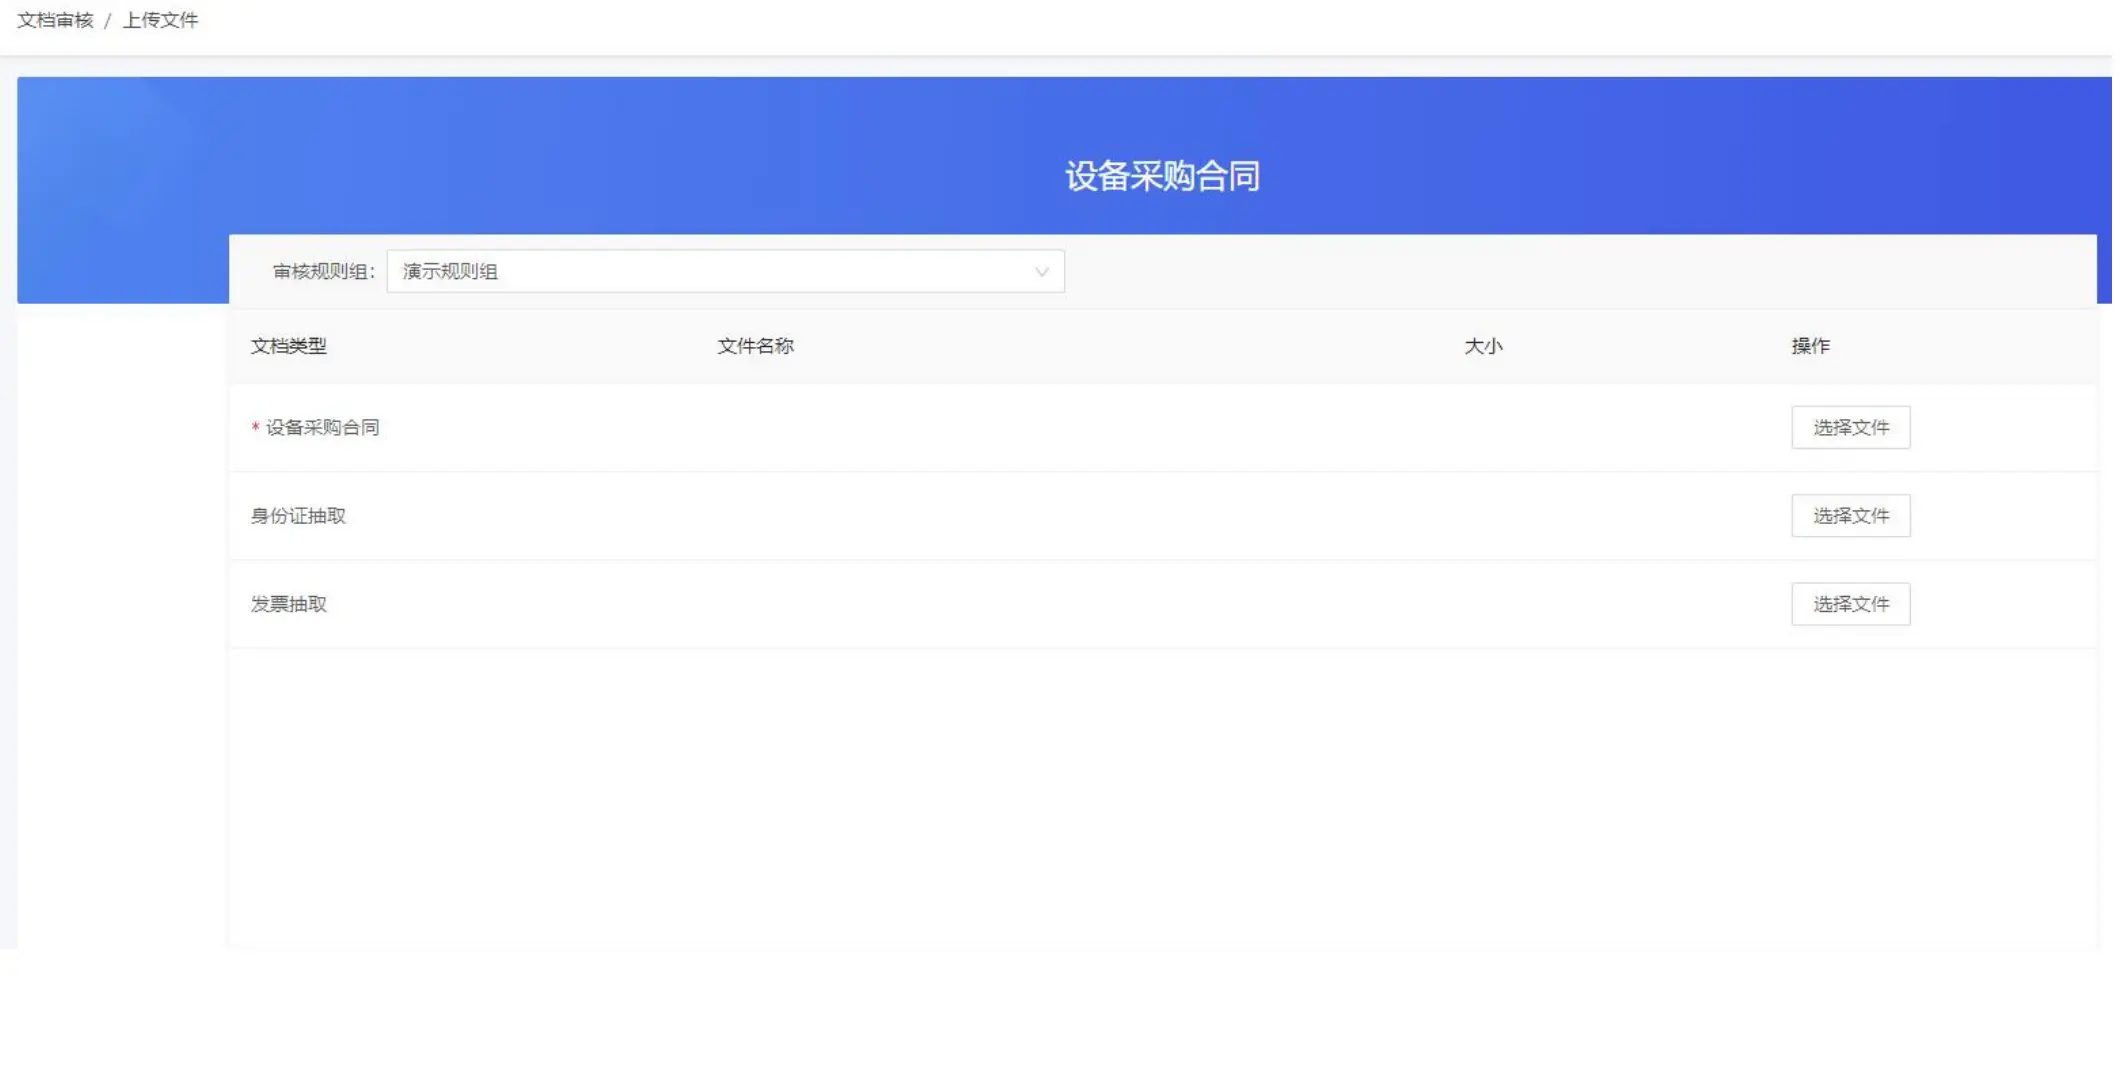 文档审核 / 上传文件
设备采购合同
审核规则组： 演示规则组
文档类型 文件名称 大小 操作
* 设备采购合同 选择文件
身份证抽取 选择文件
发票抽取 选择文件